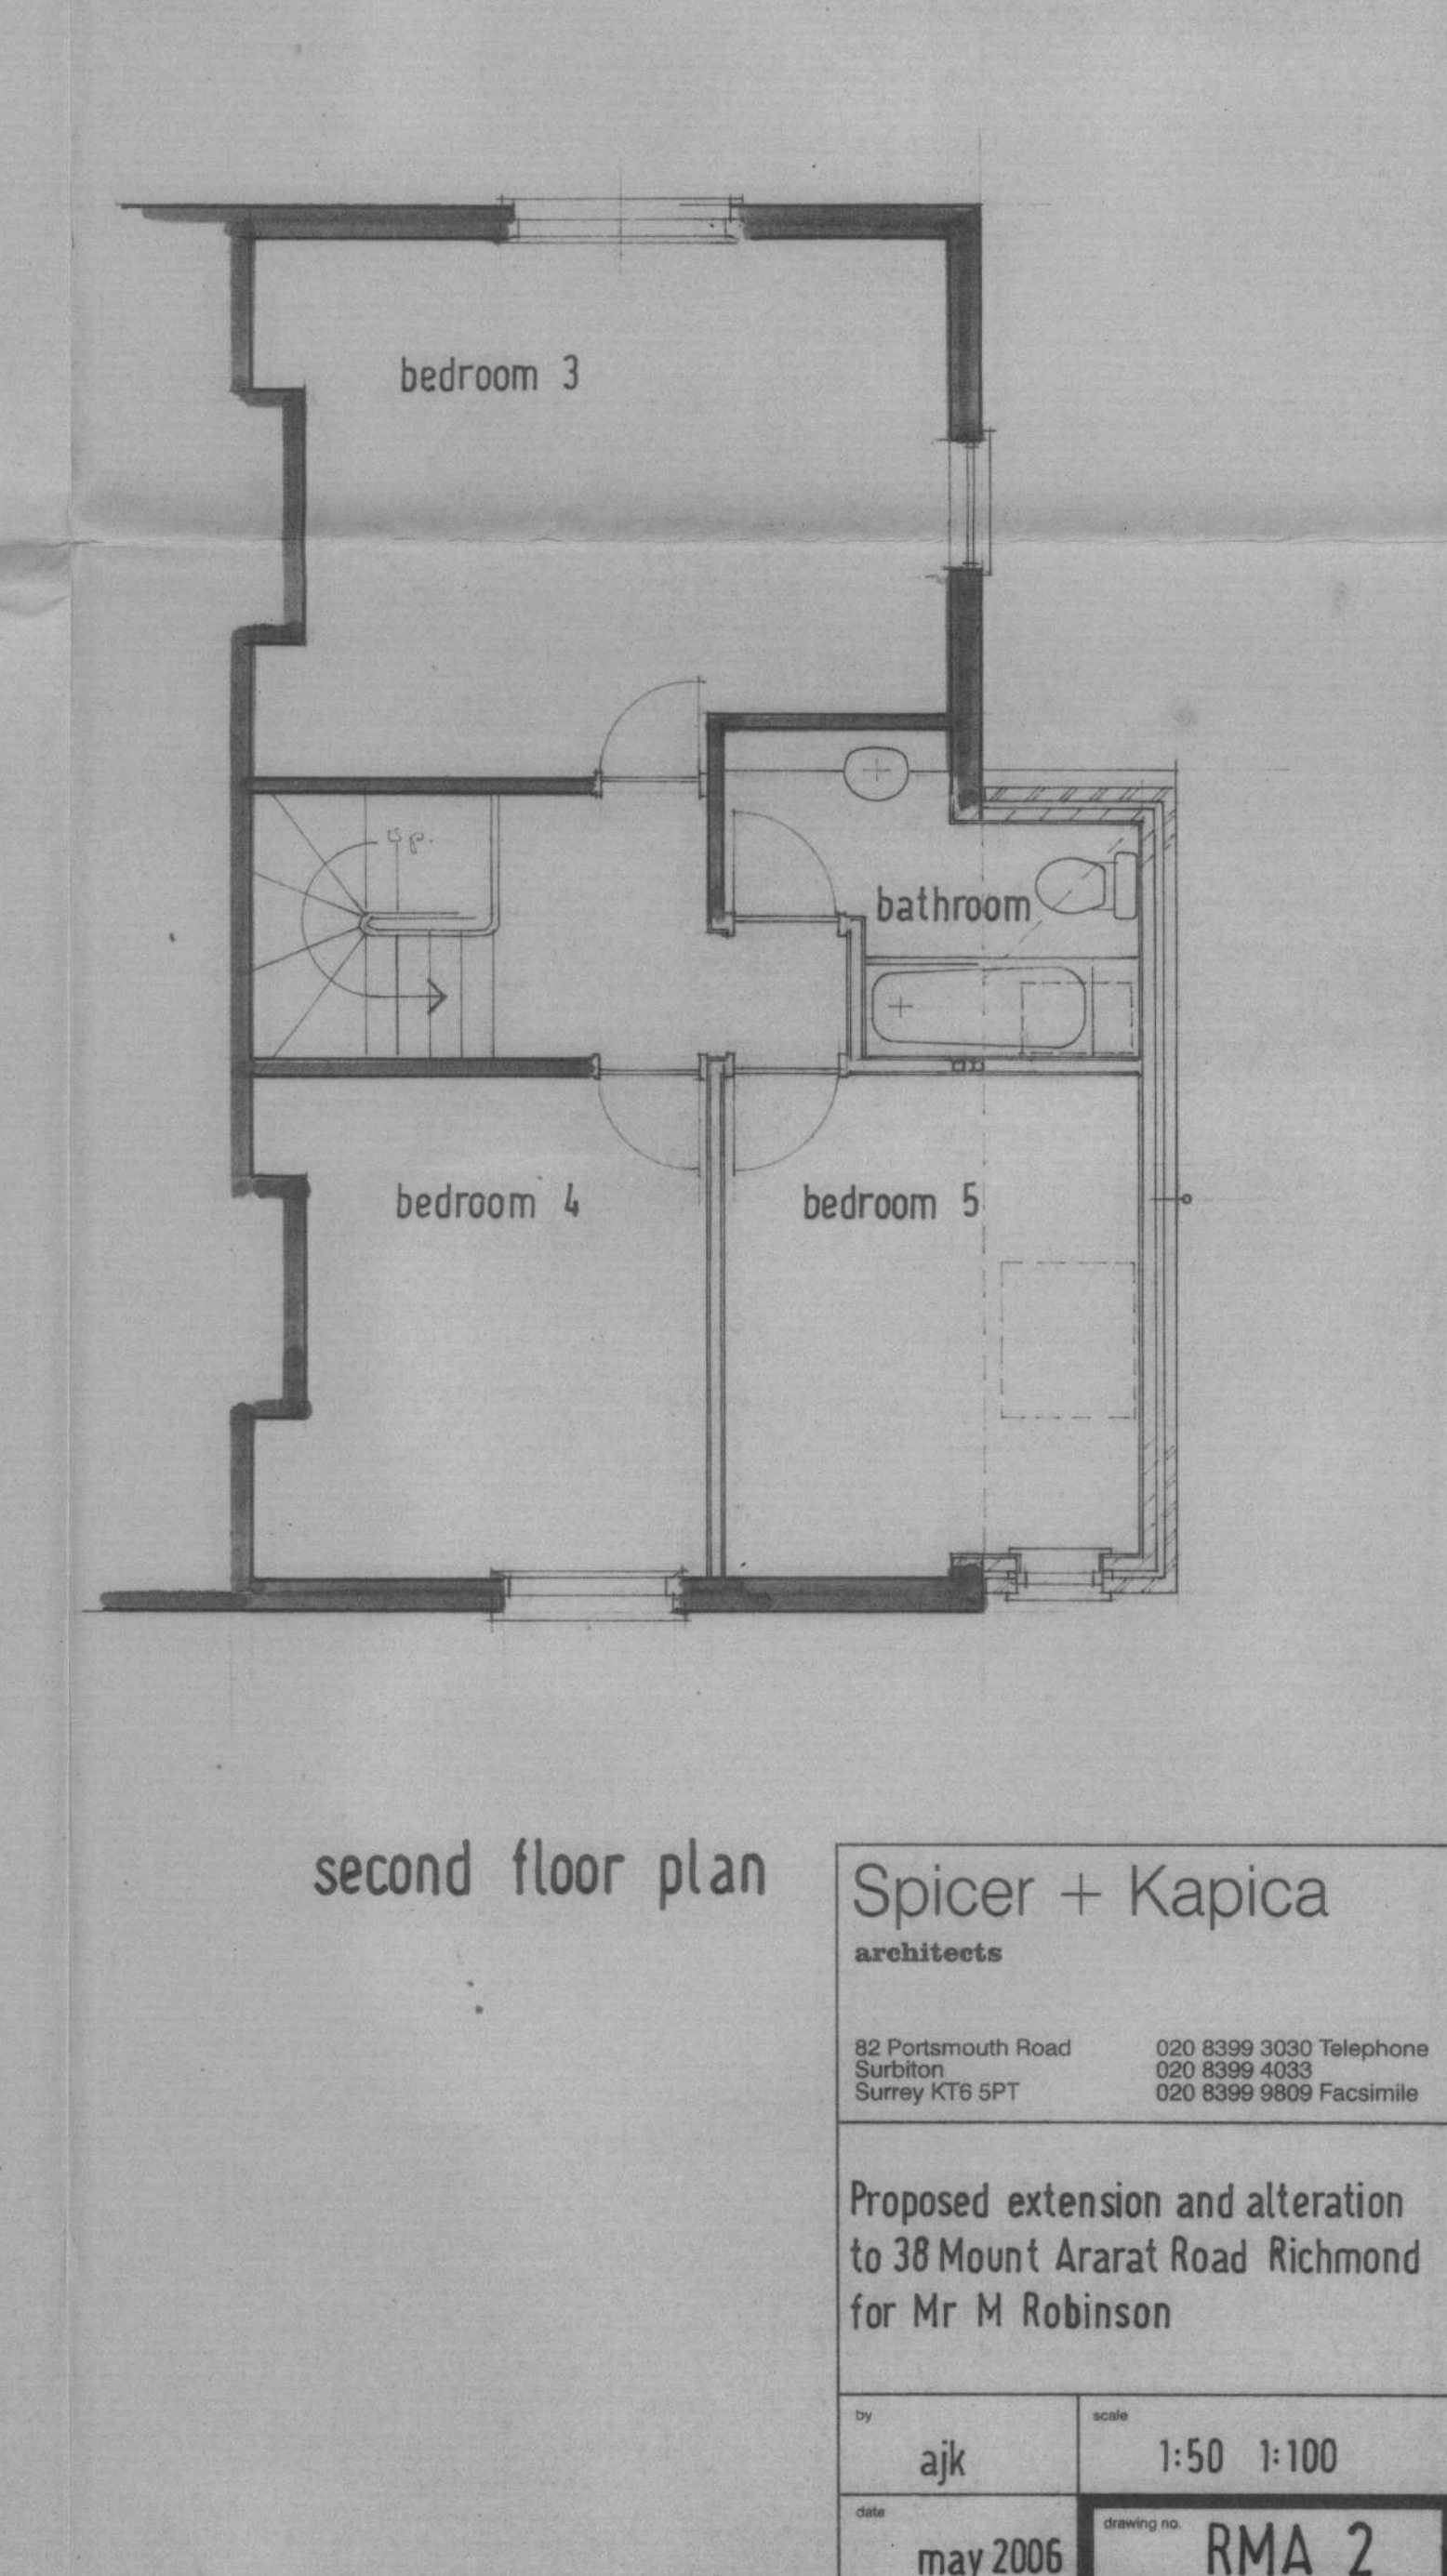 bedroom 3
up.
bathroom
bedroom 4
bedroom 5
second floor plan
Spicer + Kapica
architects
82 Portsmouth Road
Surbiton
Surrey KT6 5PT
020 8399 3030 Telephone
020 8399 4033
020 8399 9809 Facsimile
Proposed extension and alteration
to 38 Mount Ararat Road Richmond
for Mr M Robinson
by
ajk
scale
1:50 1:100
date
may 2006
drawing no.
RMA 2